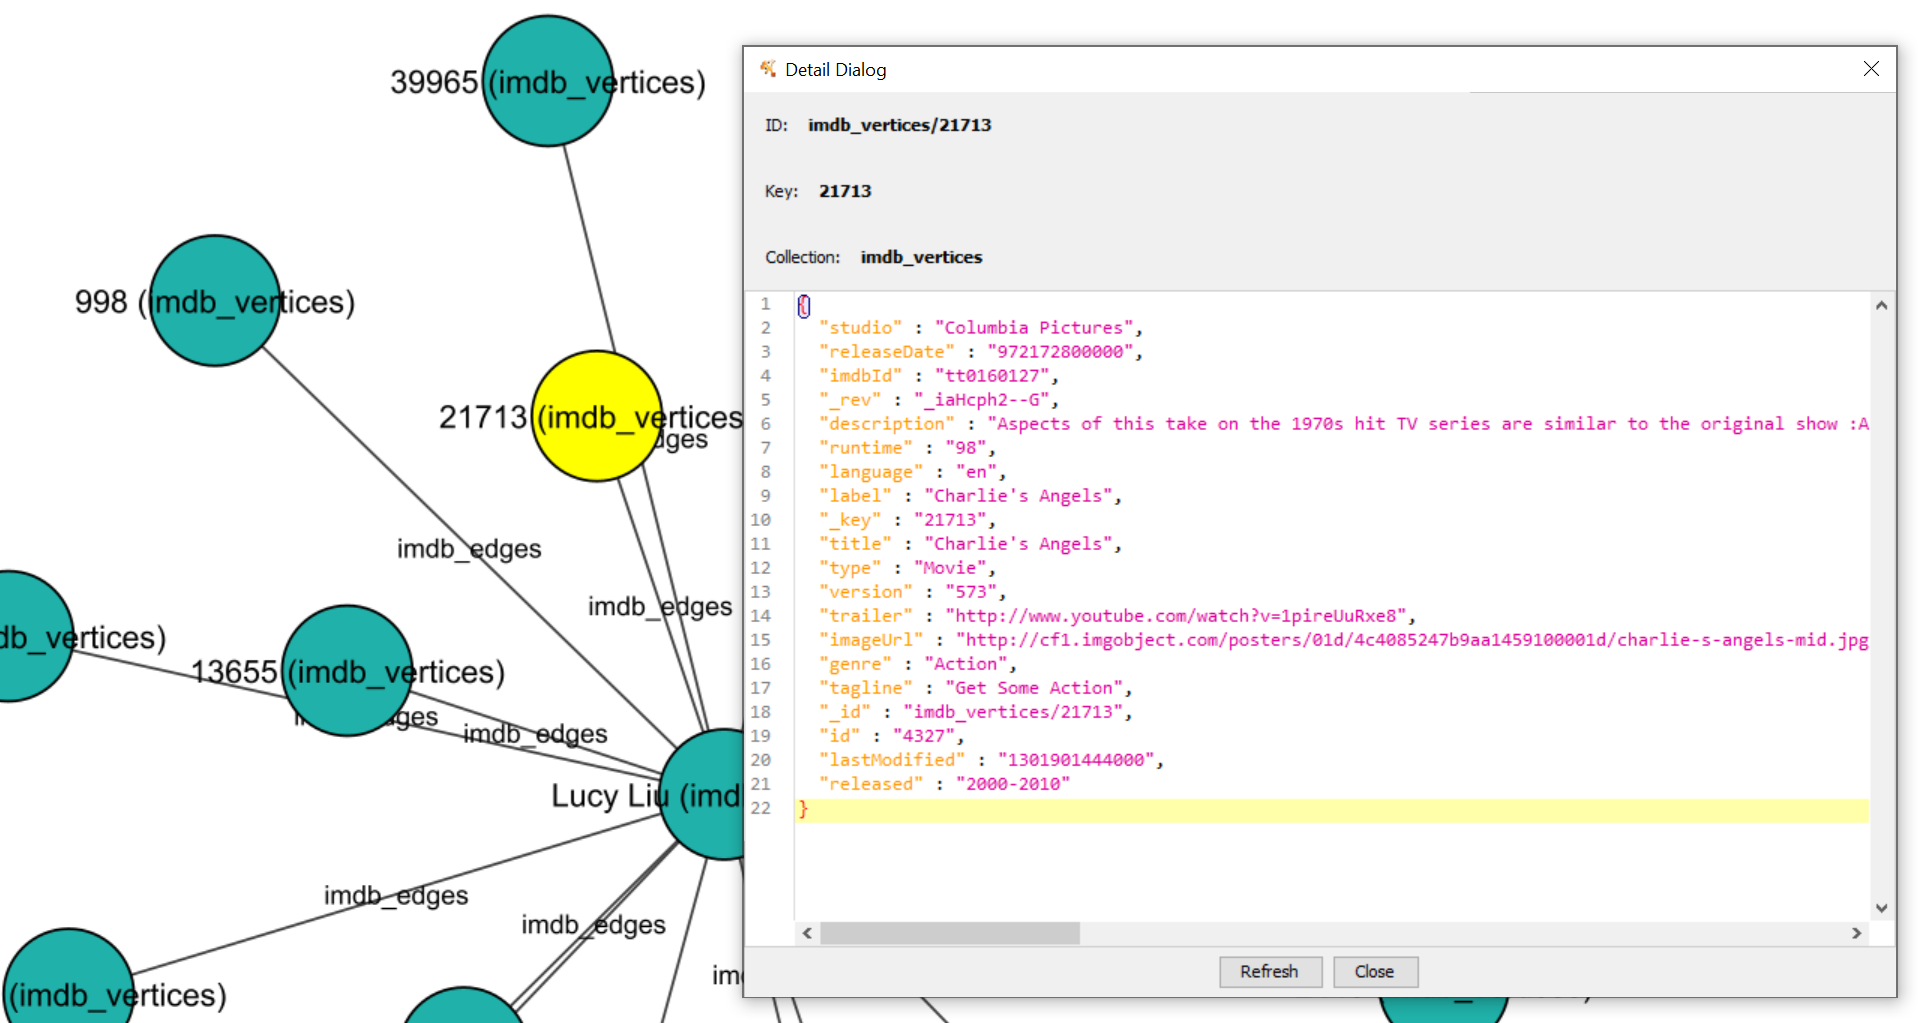 39965 (imdb_vertices)
998 (imdb_vertices)
21713 (imdb_vertices
dges
imdb_edges
imdb_edges
db_vertices)
13655 (imdb_vertices)
imdb_edges
Lucy Liu (imd
imdb_edges
imdb_edges
(imdb_vertices)
Detail Dialog
ID: imdb_vertices/21713
Key: 21713
Collection: imdb_vertices
1 {
2 "studio" : "Columbia Pictures",
3 "releaseDate" : "972172800000",
4 "imdbId" : "tt0160127",
5 "_rev" : "_iaHcph2--G",
6 "description" : "Aspects of this take on the 1970s hit TV series are similar to the original show :A
7 "runtime" : "98",
8 "language" : "en",
9 "label" : "Charlie's Angels",
10 "_key" : "21713",
11 "title" : "Charlie's Angels",
12 "type" : "Movie",
13 "version" : "573",
14 "trailer" : "http://www.youtube.com/watch?v=1pireUuRxe8",
15 "imageUrl" : "http://cf1.imgobject.com/posters/01d/4c4085247b9aa1459100001d/charlie-s-angels-mid.jpg
16 "genre" : "Action",
17 "tagline" : "Get Some Action",
18 "_id" : "imdb_vertices/21713",
19 "id" : "4327",
20 "lastModified" : "1301901444000",
21 "released" : "2000-2010"
22 }
Refresh
Close